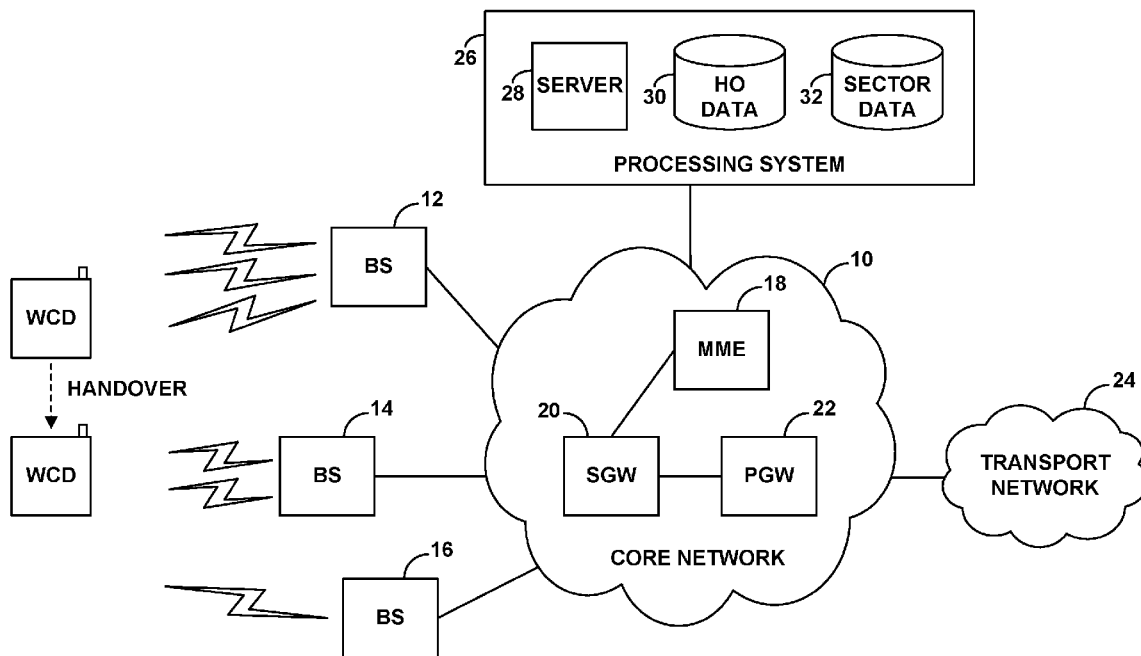 26
28
SERVER
30
HO
DATA
32
SECTOR
DATA
PROCESSING SYSTEM
12
BS
WCD
HANDOVER
WCD
14
BS
16
BS
10
18
MME
20
SGW
22
PGW
CORE NETWORK
24
TRANSPORT
NETWORK